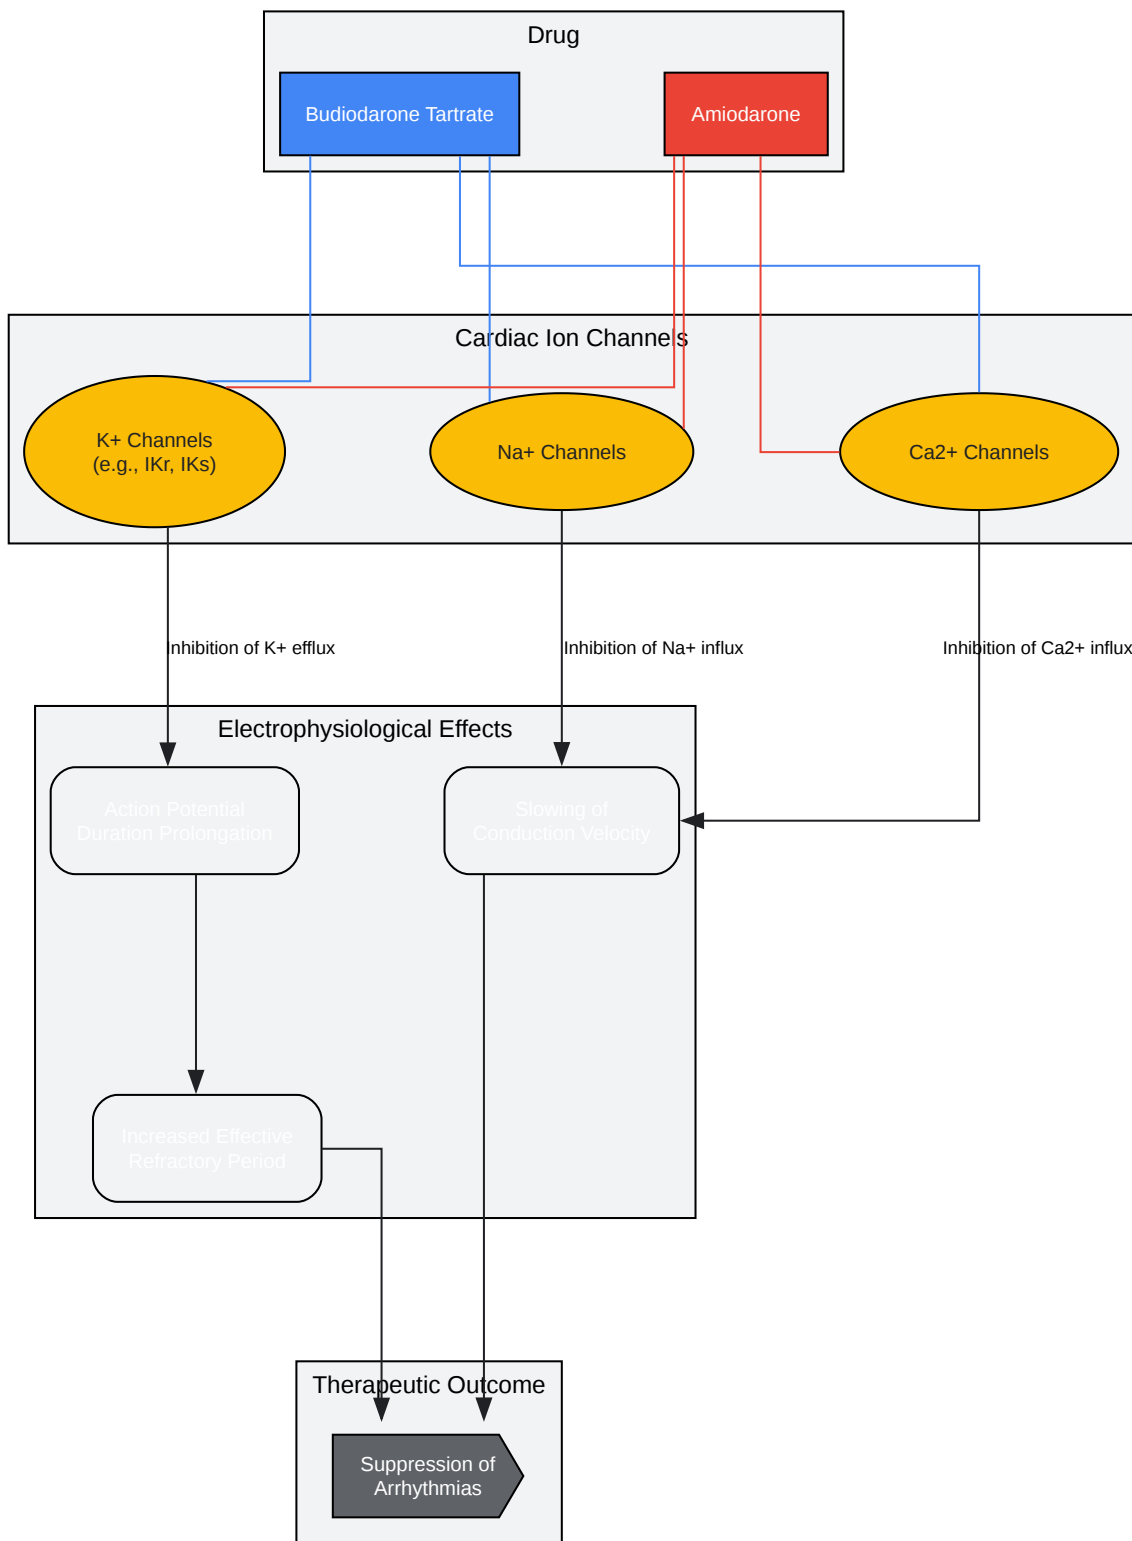 Drug
Budiodarone Tartrate
Amiodarone
Cardiac Ion Channels
K+ Channels
(e.g., IKr, IKs)
Na+ Channels
Ca2+ Channels
Inhibition of K+ efflux
Inhibition of Na+ influx
Inhibition of Ca2+ influx
Electrophysiological Effects
Action Potential
Duration Prolongation
Slowing of
Conduction Velocity
Increased Effective
Refractory Period
Therapeutic Outcome
Suppression of
Arrhythmias